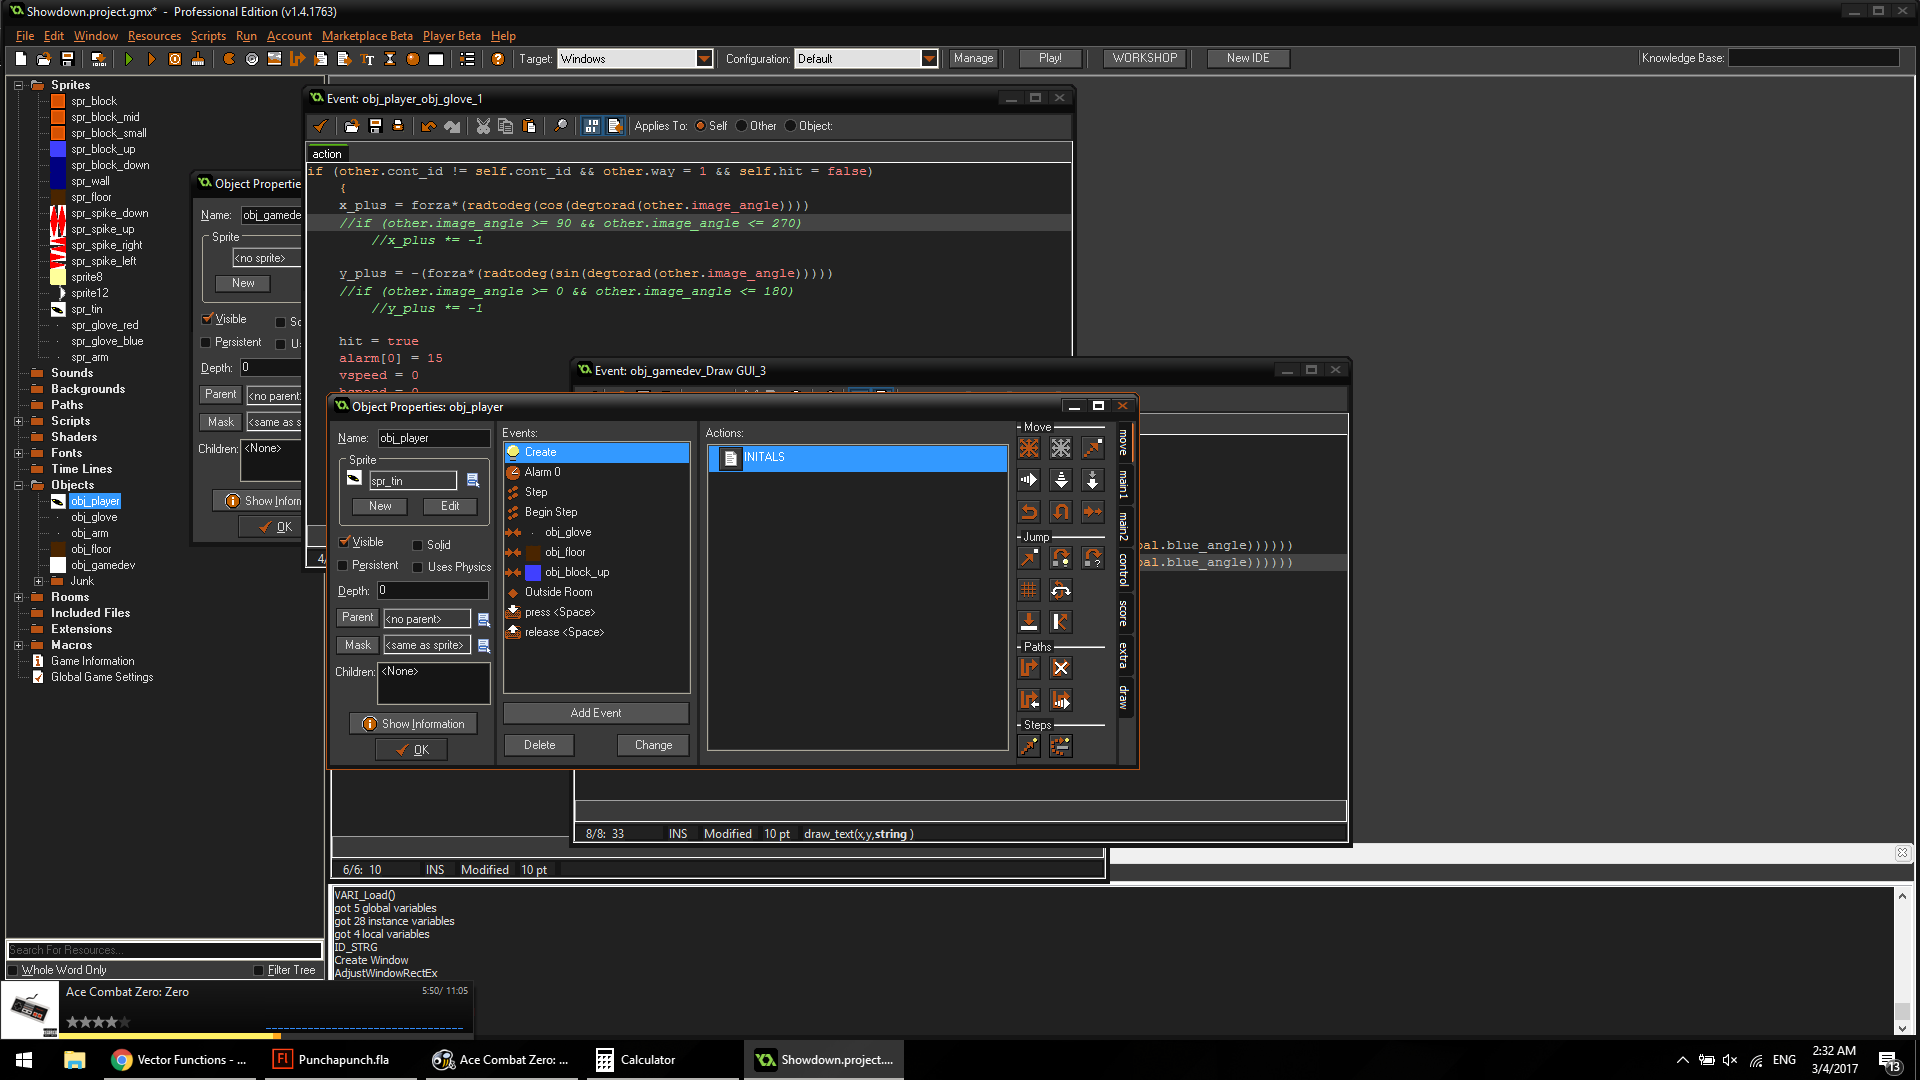 Showdown.project.gmx* - Professional Edition (v1.4.1763)
File Edit Window Resources Scripts Run Account Marketplace Beta Player Beta Help
Target: Windows Configuration: Default Manage Play! WORKSHOP New IDE Knowledge Base:
Sprites
spr_block
spr_block_mid
spr_block_small
spr_block_up
spr_block_down
spr_wall
spr_floor
spr_spike_down
spr_spike_up
spr_spike_right
spr_spike_left
sprite8
sprite12
spr_tin
spr_glove_red
spr_glove_blue
spr_arm
Sounds
Backgrounds
Paths
Scripts
Shaders
Fonts
Time Lines
Objects
obj_player
obj_glove
obj_arm
obj_floor
obj_gamedev
Junk
Rooms
Included Files
Extensions
Macros
Game Information
Global Game Settings
Search For Resources...
Whole Word Only Filter Tree
Object Propertie
Name: obj_gamede
Sprite
<no sprite>
New
Visible So
Persistent U
Depth: 0
Parent <no parent>
Mask <same as s
Children: <None>
Show Inform
OK
Event: obj_player_obj_glove_1
Applies To: Self Other Object:
action
if (other.cont_id != self.cont_id && other.way = 1 && self.hit = false)
{
x_plus = forza*(radtodeg(cos(degtorad(other.image_angle))))
//if (other.image_angle >= 90 && other.image_angle <= 270)
//x_plus *= -1
y_plus = -(forza*(radtodeg(sin(degtorad(other.image_angle)))))
//if (other.image_angle >= 0 && other.image_angle <= 180)
//y_plus *= -1
hit = true
alarm[0] = 15
vspeed = 0
hspeed = 0
Event: obj_gamedev_Draw GUI_3
bal.blue_angle))))))
bal.blue_angle))))))
8/8: 33 INS Modified 10 pt draw_text(x,y,string )
Object Properties: obj_player
Name: obj_player
Sprite
spr_tin
New Edit
Visible Solid
Persistent Uses Physics
Depth: 0
Parent <no parent>
Mask <same as sprite>
Children: <None>
Show Information
OK
Events:
Create
Alarm 0
Step
Begin Step
obj_glove
obj_floor
obj_block_up
Outside Room
press <Space>
release <Space>
Add Event
Delete Change
Actions:
INITALS
Move
Jump
Paths
Steps
move
main1
main2
control
score
extra
draw
6/6: 10 INS Modified 10 pt
VARI_Load()
got 5 global variables
got 28 instance variables
got 4 local variables
ID_STRG
Create Window
AdjustWindowRectEx
Ace Combat Zero: Zero 5:50/ 11:05
Vector Functions - ... Punchapunch.fla Ace Combat Zero: ... Calculator Showdown.project....
ENG 2:32 AM
3/4/2017
13